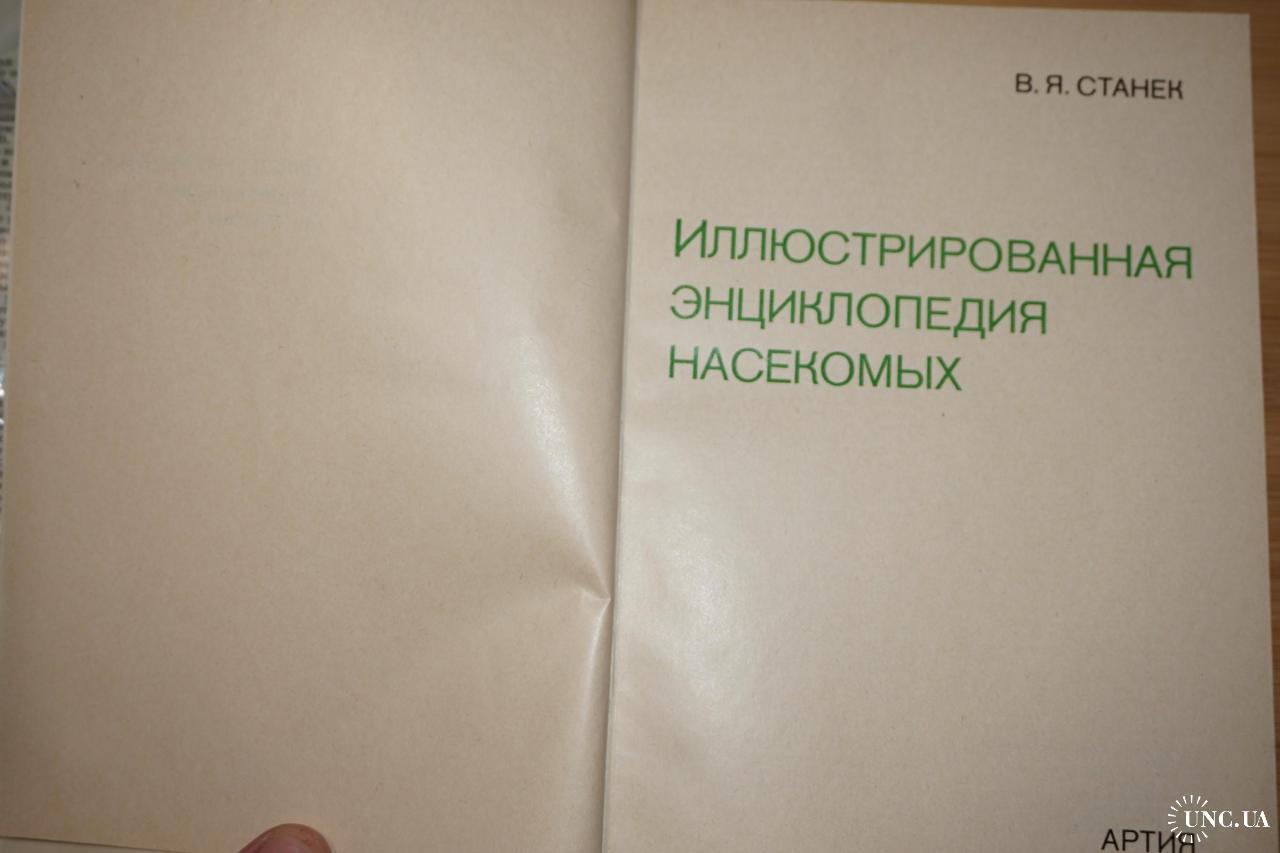 В. Я. СТАНЕК
ИЛЛЮСТРИРОВАННАЯ
ЭНЦИКЛОПЕДИЯ
НАСЕКОМЫХ
АРТИЯ
UNC.UA